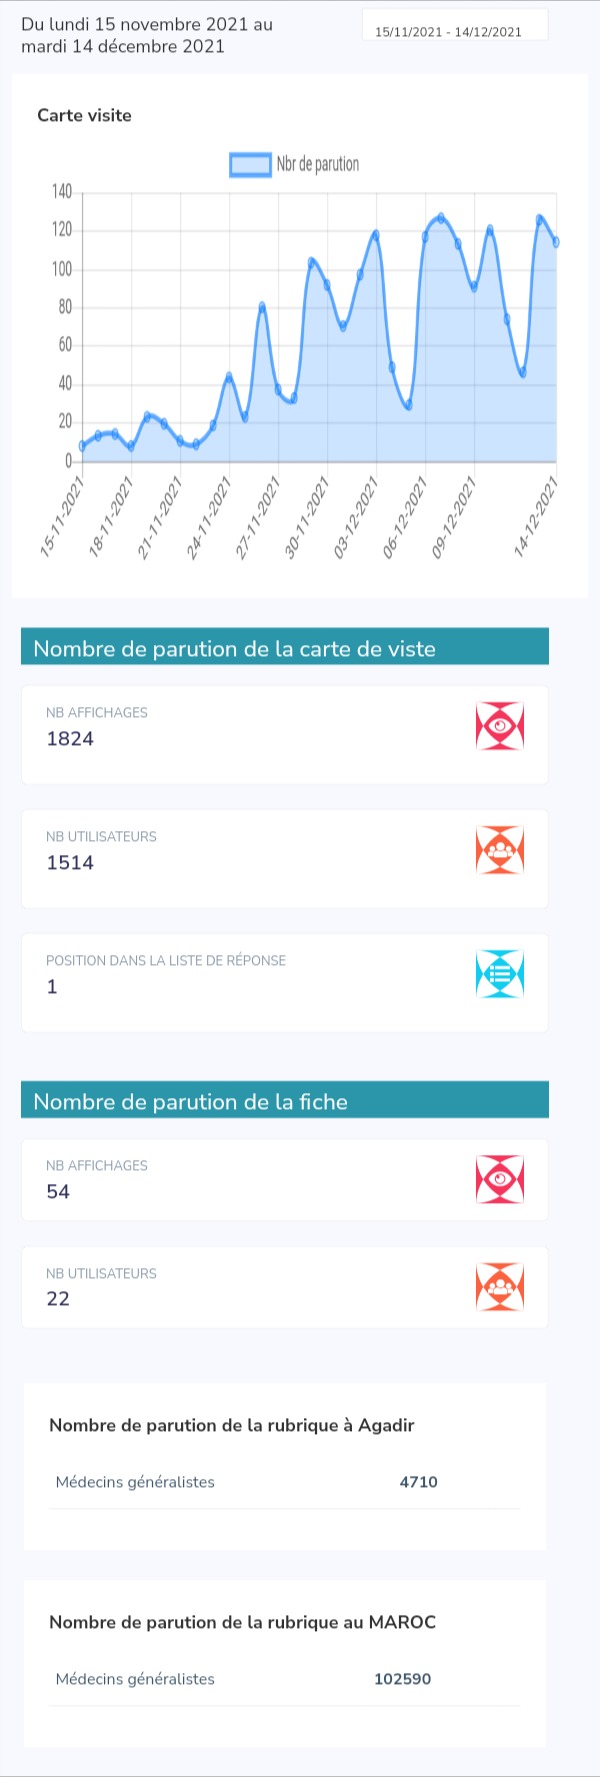 Du lundi 15 novembre 2021 au
mardi 14 décembre 2021
15/11/2021 - 14/12/2021
Carte visite
Nbr de parution
140
120
100
80
60
40
20
0
15-11-2021
18-11-2021
21-11-2021
24-11-2021
27-11-2021
30-11-2021
03-12-2021
06-12-2021
09-12-2021
14-12-2021
Nombre de parution de la carte de viste
NB AFFICHAGES
1824
NB UTILISATEURS
1514
POSITION DANS LA LISTE DE RÉPONSE
1
Nombre de parution de la fiche
NB AFFICHAGES
54
NB UTILISATEURS
22
Nombre de parution de la rubrique à Agadir
Médecins généralistes 4710
Nombre de parution de la rubrique au MAROC
Médecins généralistes 102590